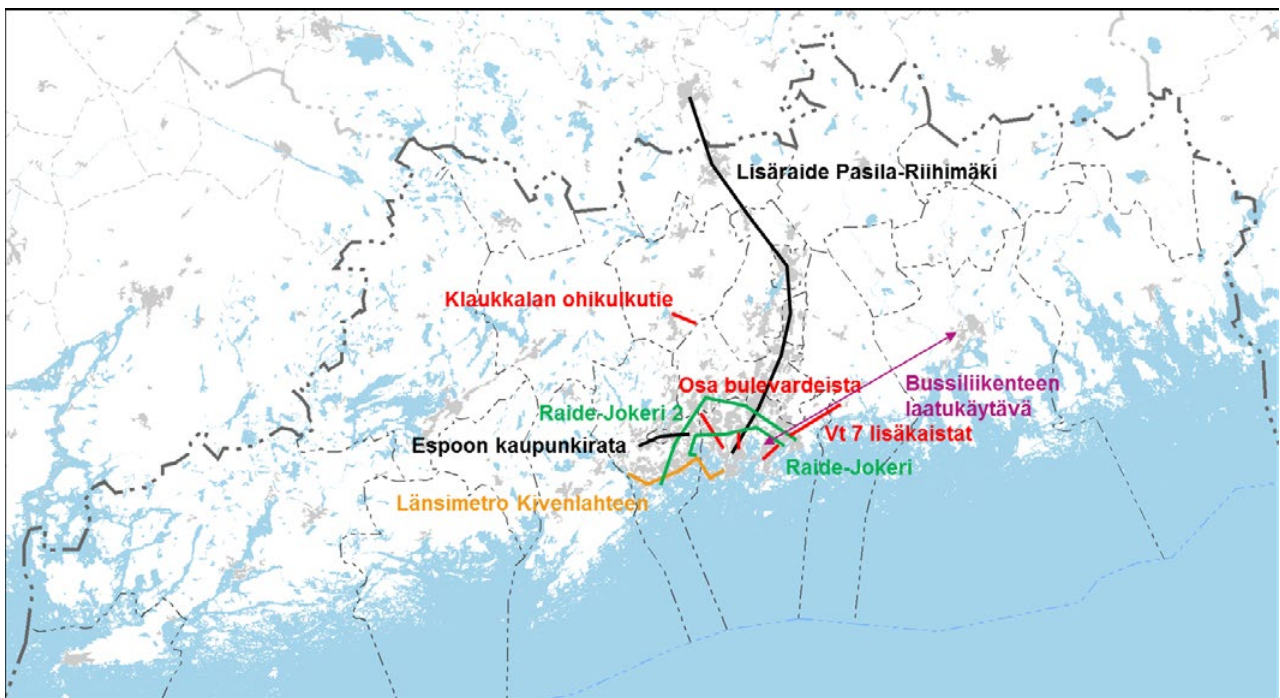 Lisäraide Pasila-Riihimäki
Klaukkalan ohikulkutie
Osa bulevardeista
Bussiliikenteen
laatukäytävä
Raide-Jokeri 2
Vt 7 lisäkaistat
Espoon kaupunkirata
Raide-Jokeri
Länsimetro Kivenlahteen